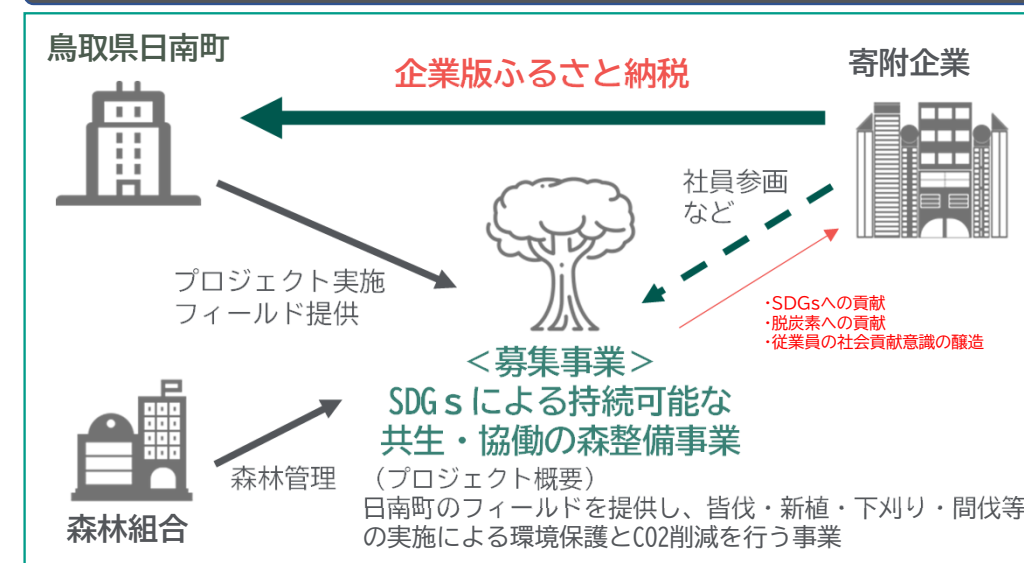 鳥取県日南町
企業版ふるさと納税
寄附企業
社員参画
など
プロジェクト実施
フィールド提供
・SDGsへの貢献
・脱炭素への貢献
・従業員の社会貢献意識の醸造
＜募集事業＞
SDGｓによる持続可能な
共生・協働の森整備事業
森林管理
森林組合
（プロジェクト概要）
日南町のフィールドを提供し、皆伐・新植・下刈り・間伐等
の実施による環境保護とCO2削減を行う事業